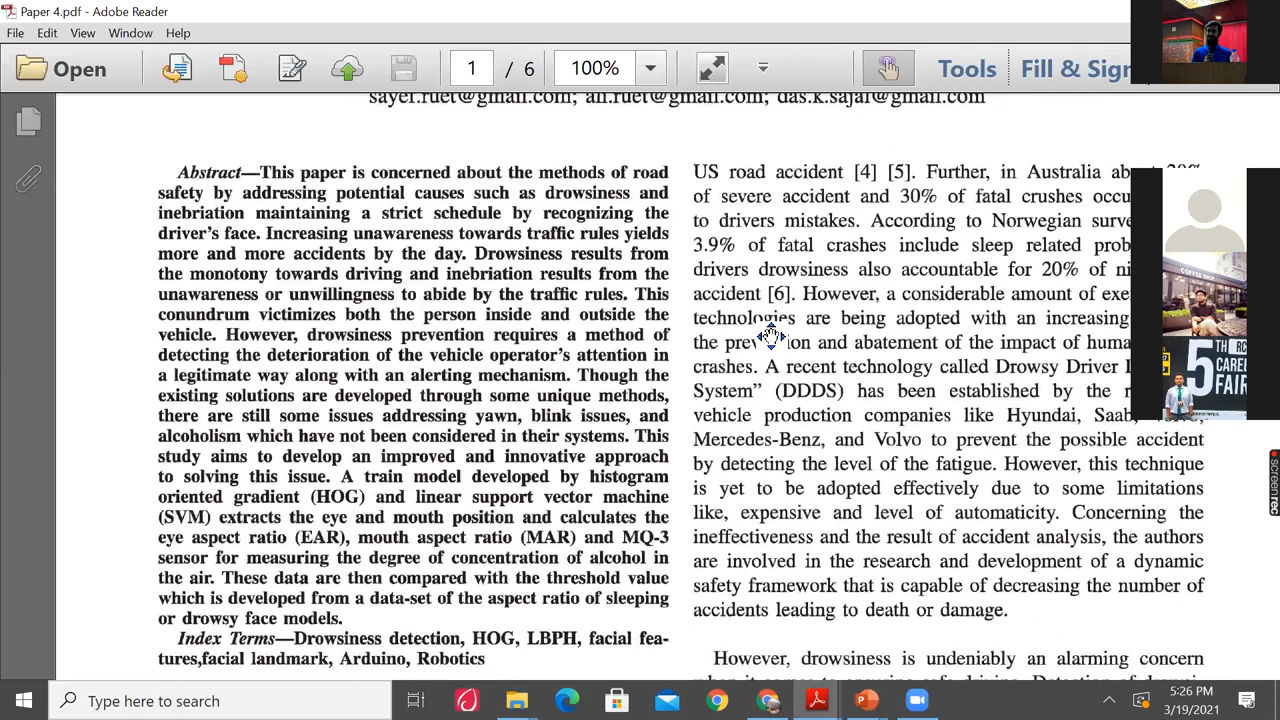 Paper 4.pdf - Adobe Reader
File Edit View Window Help
Open
1 / 6
100%
Tools
Fill & Sign
sayef.ruet@gmail.com; ali.ruet@gmail.com; das.k.sajal@gmail.com
Abstract—This paper is concerned about the methods of road
safety by addressing potential causes such as drowsiness and
inebriation maintaining a strict schedule by recognizing the
driver's face. Increasing unawareness towards traffic rules yields
more and more accidents by the day. Drowsiness results from
the monotony towards driving and inebriation results from the
unawareness or unwillingness to abide by the traffic rules. This
conundrum victimizes both the person inside and outside the
vehicle. However, drowsiness prevention requires a method of
detecting the deterioration of the vehicle operator's attention in
a legitimate way along with an alerting mechanism. Though the
existing solutions are developed through some unique methods,
there are still some issues addressing yawn, blink issues, and
alcoholism which have not been considered in their systems. This
study aims to develop an improved and innovative approach
to solving this issue. A train model developed by histogram
oriented gradient (HOG) and linear support vector machine
(SVM) extracts the eye and mouth position and calculates the
eye aspect ratio (EAR), mouth aspect ratio (MAR) and MQ-3
sensor for measuring the degree of concentration of alcohol in
the air. These data are then compared with the threshold value
which is developed from a data-set of the aspect ratio of sleeping
or drowsy face models.
Index Terms—Drowsiness detection, HOG, LBPH, facial fea-
tures,facial landmark, Arduino, Robotics
US road accident [4] [5]. Further, in Australia
of severe accident and 30% of fatal crashes
to drivers mistakes. According to Norwegian
3.9% of fatal crashes include sleep related
drivers drowsiness also accountable for 20% of
accident [6]. However, a considerable amount of
technologies are being adopted with an increasing
the and abatement of the impact of
crashes. A recent technology called Drowsy Driver
System” (DDDS) has been established by the
vehicle production companies like Hyundai, Saab,
Mercedes-Benz, and Volvo to prevent the possible accident
by detecting the level of the fatigue. However, this technique
is yet to be adopted effectively due to some limitations
like, expensive and level of automaticity. Concerning the
ineffectiveness and the result of accident analysis, the authors
are involved in the research and development of a dynamic
safety framework that is capable of decreasing the number of
accidents leading to death or damage.
However, drowsiness is undeniably an alarming concern
COFFEE
5
TH
CAREER
FAIR
screenrec
Type here to search
5:26 PM
3/19/2021